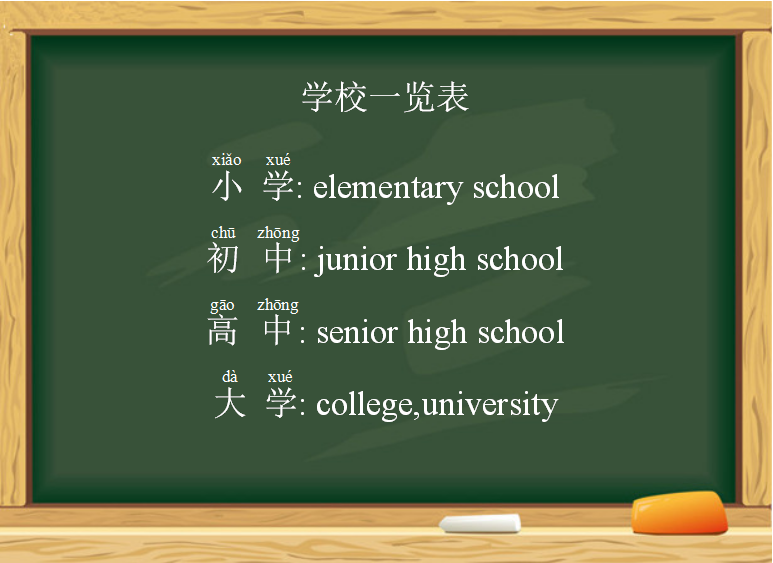 学校一览表
xiǎo xué
小 学: elementary school
chū zhōng
初 中: junior high school
gāo zhōng
高 中: senior high school
dà xué
大 学: college,university